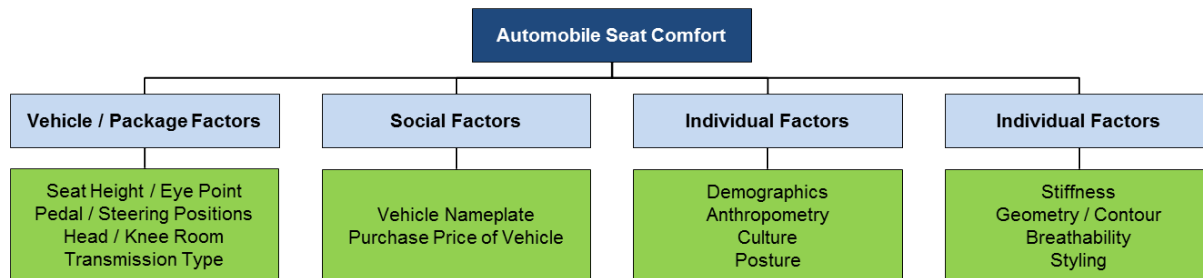 Automobile Seat Comfort
Vehicle / Package Factors
Social Factors
Individual Factors
Individual Factors
Seat Height / Eye Point
Pedal / Steering Positions
Head / Knee Room
Transmission Type
Vehicle Nameplate
Purchase Price of Vehicle
Demographics
Anthropometry
Culture
Posture
Stiffness
Geometry / Contour
Breathability
Styling